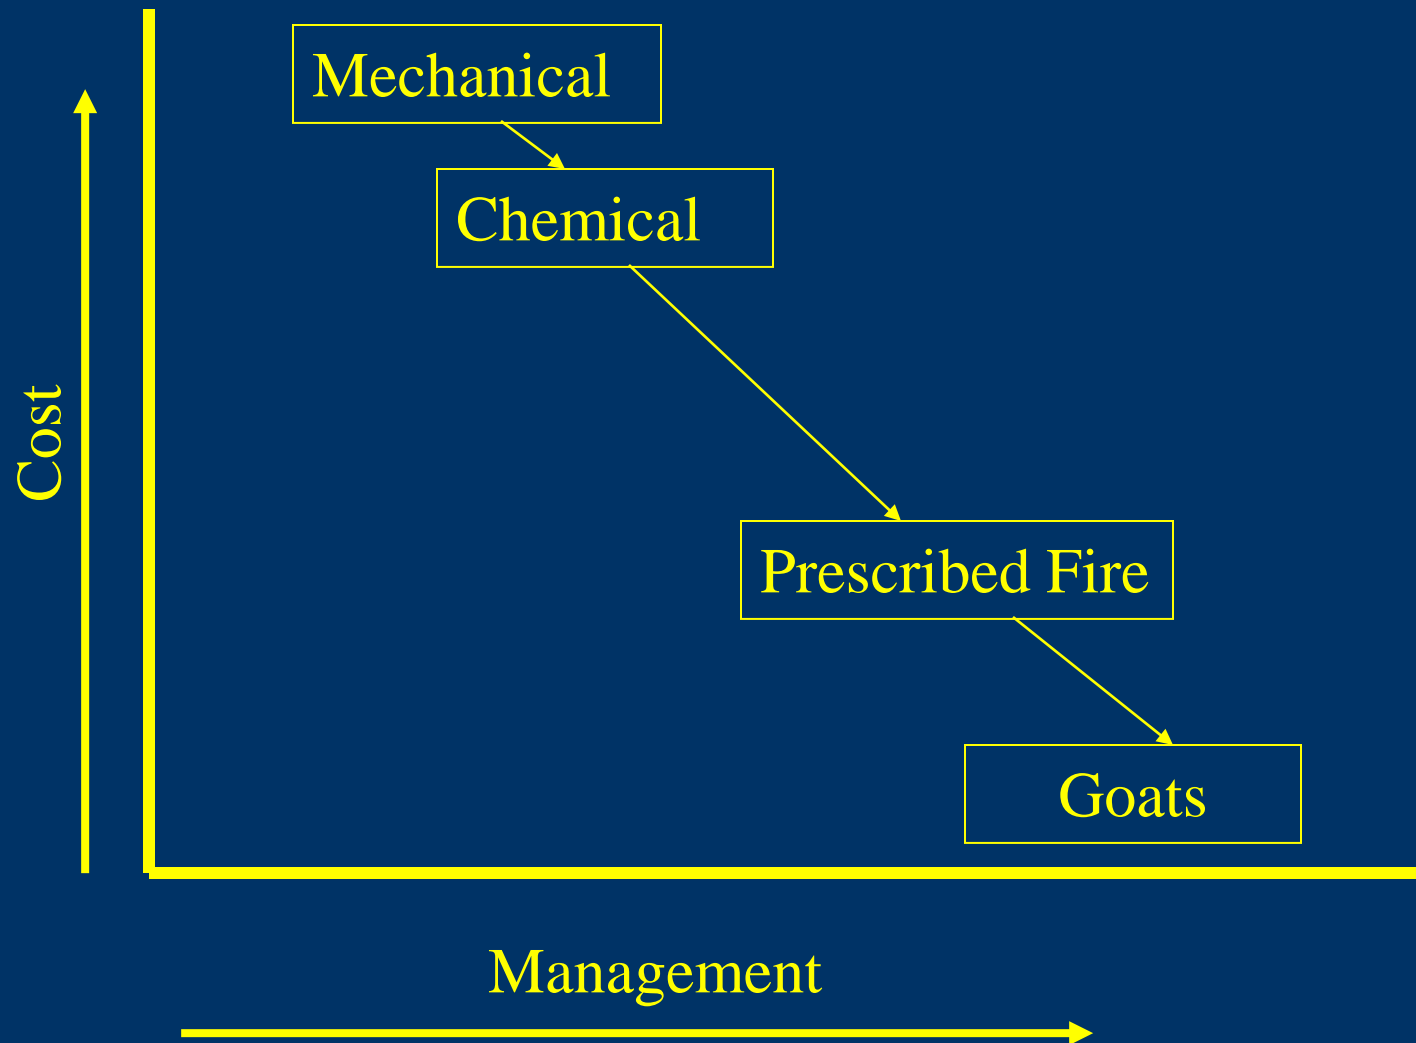 Mechanical
Chemical
Cost
Prescribed Fire
Goats
Management